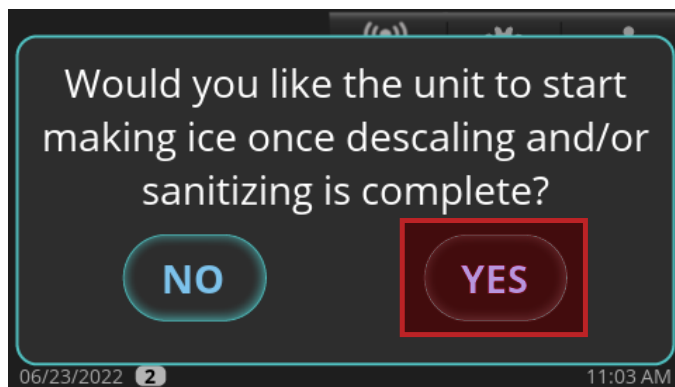 Would you like the unit to start
making ice once descaling and/or
sanitizing is complete?
NO YES
06/23/2022 2 11:03 AM